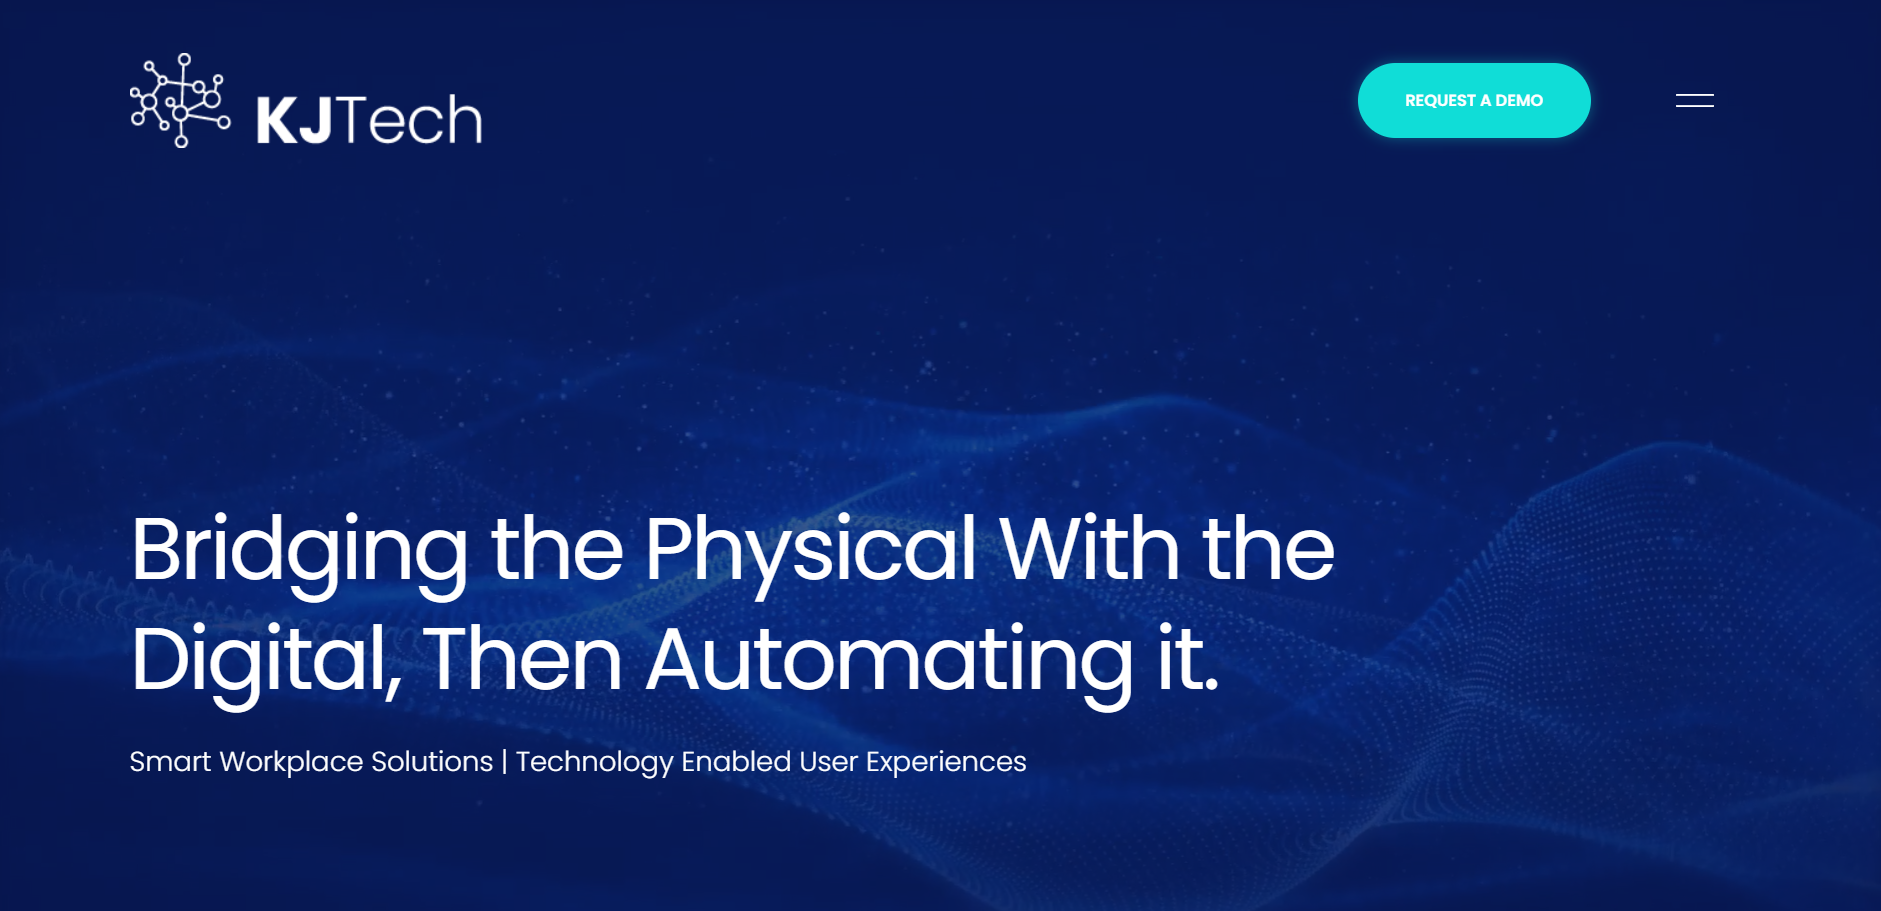 KJTech
REQUEST A DEMO
Bridging the Physical With the
Digital, Then Automating it.
Smart Workplace Solutions | Technology Enabled User Experiences